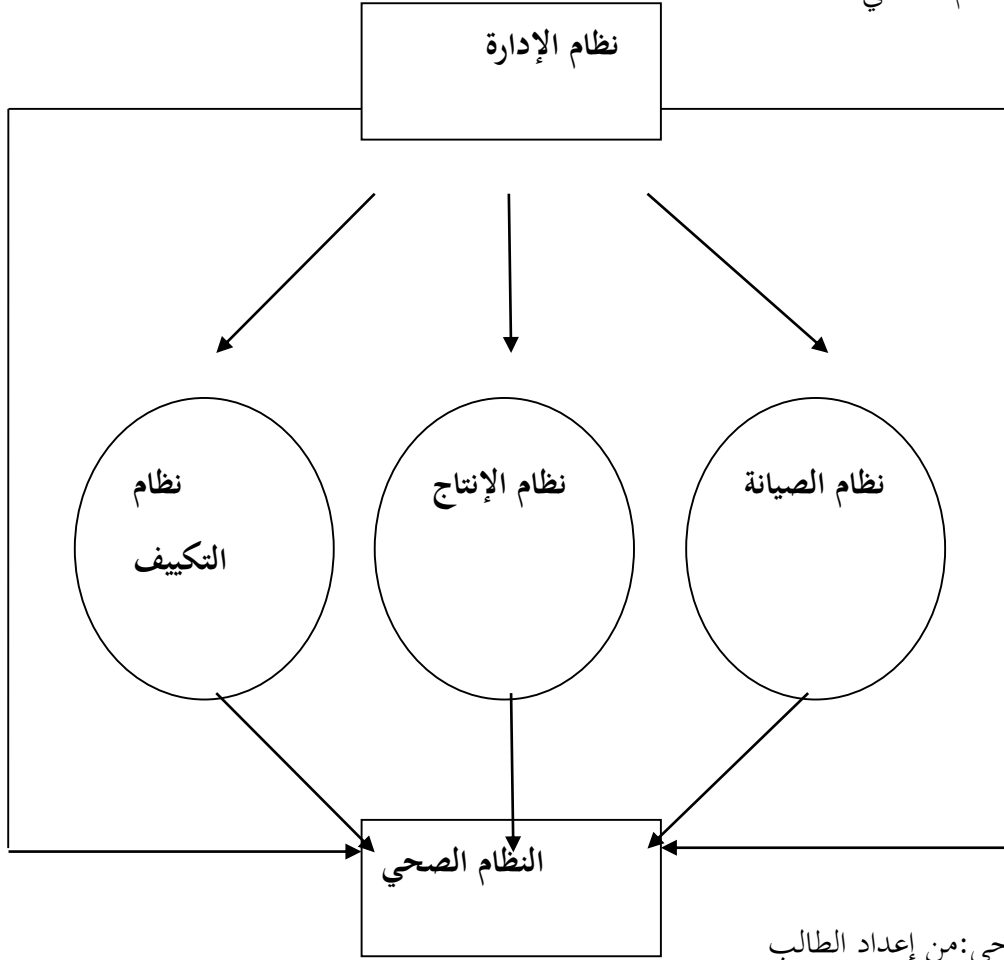 نظام الإدارة
نظام الصيانة
نظام الإنتاج
نظام
التكييف
النظام الصحي
من إعداد الطالب